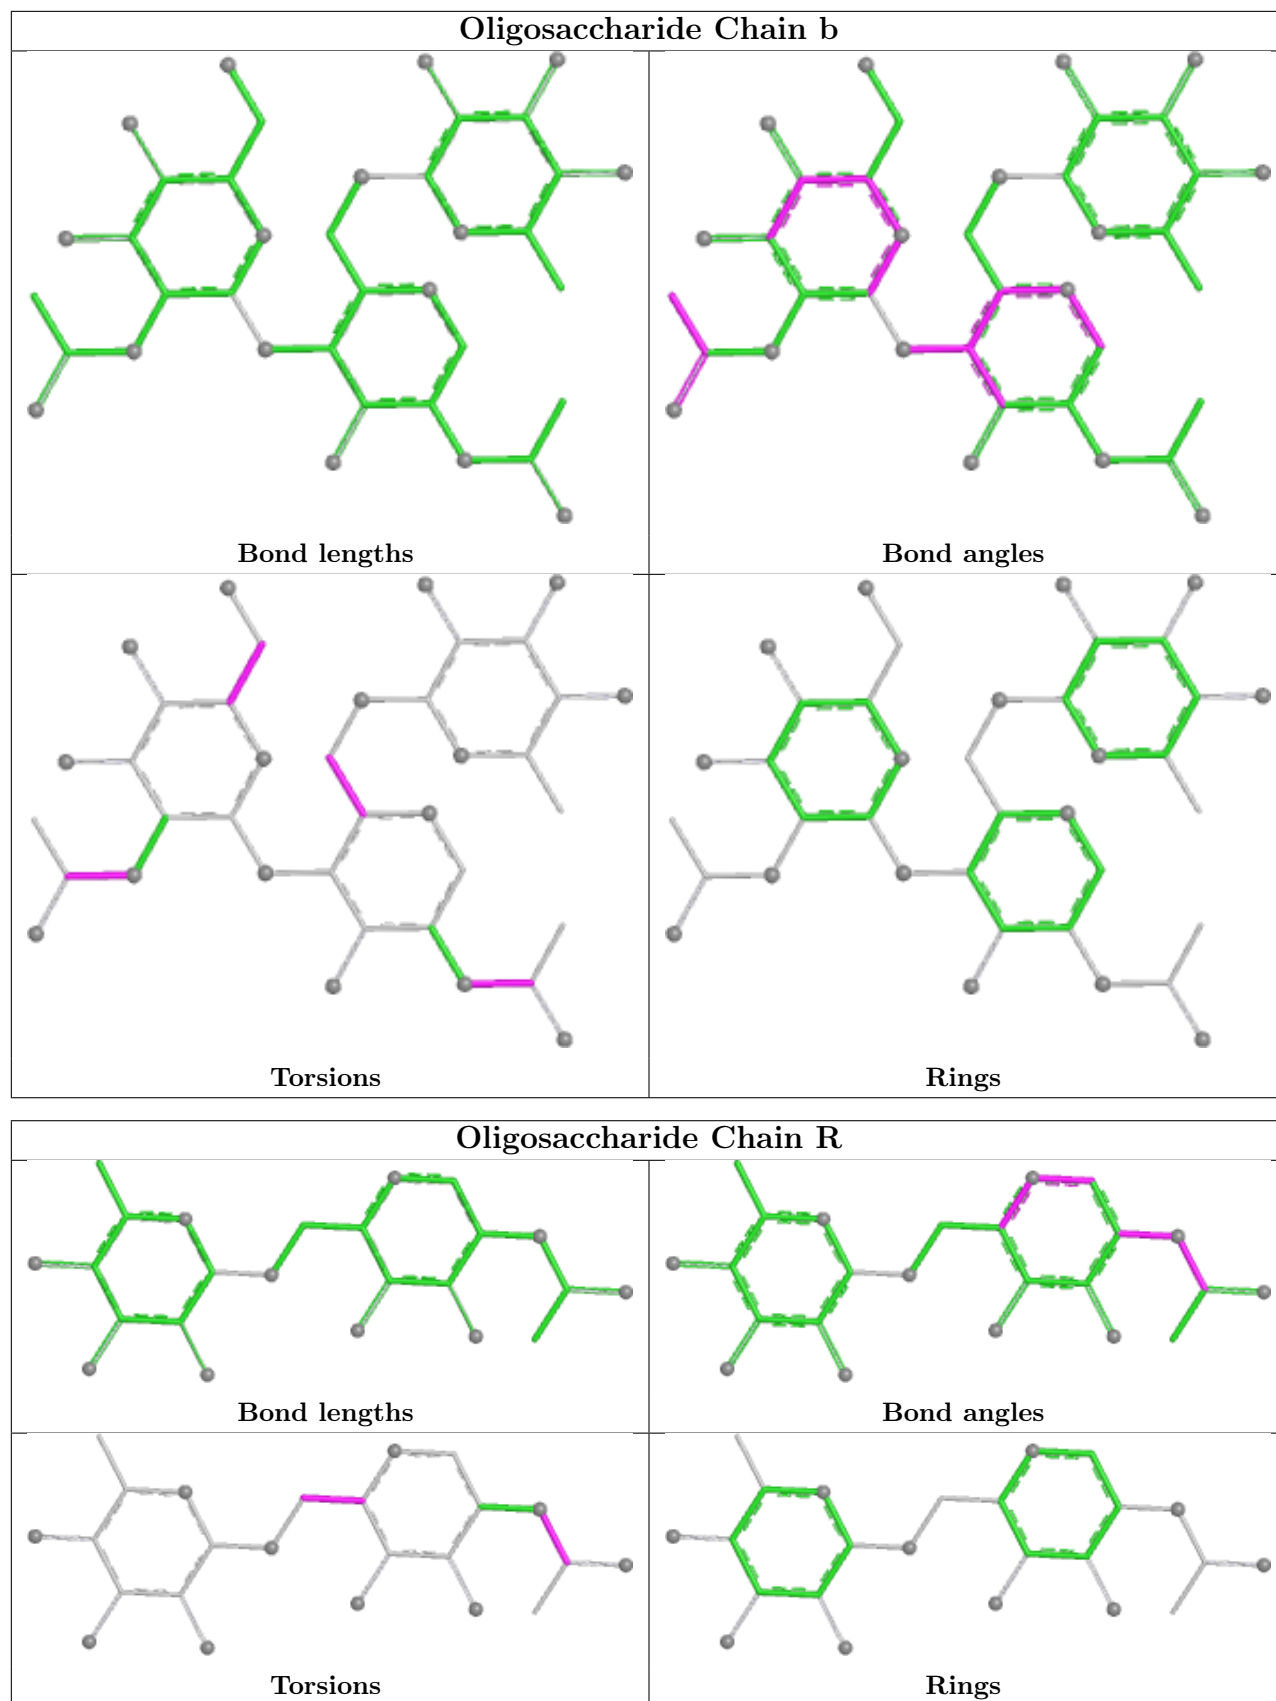 Oligosaccharide Chain b
Bond lengths
Bond angles
Torsions
Rings
Oligosaccharide Chain R
Bond lengths
Bond angles
Torsions
Rings